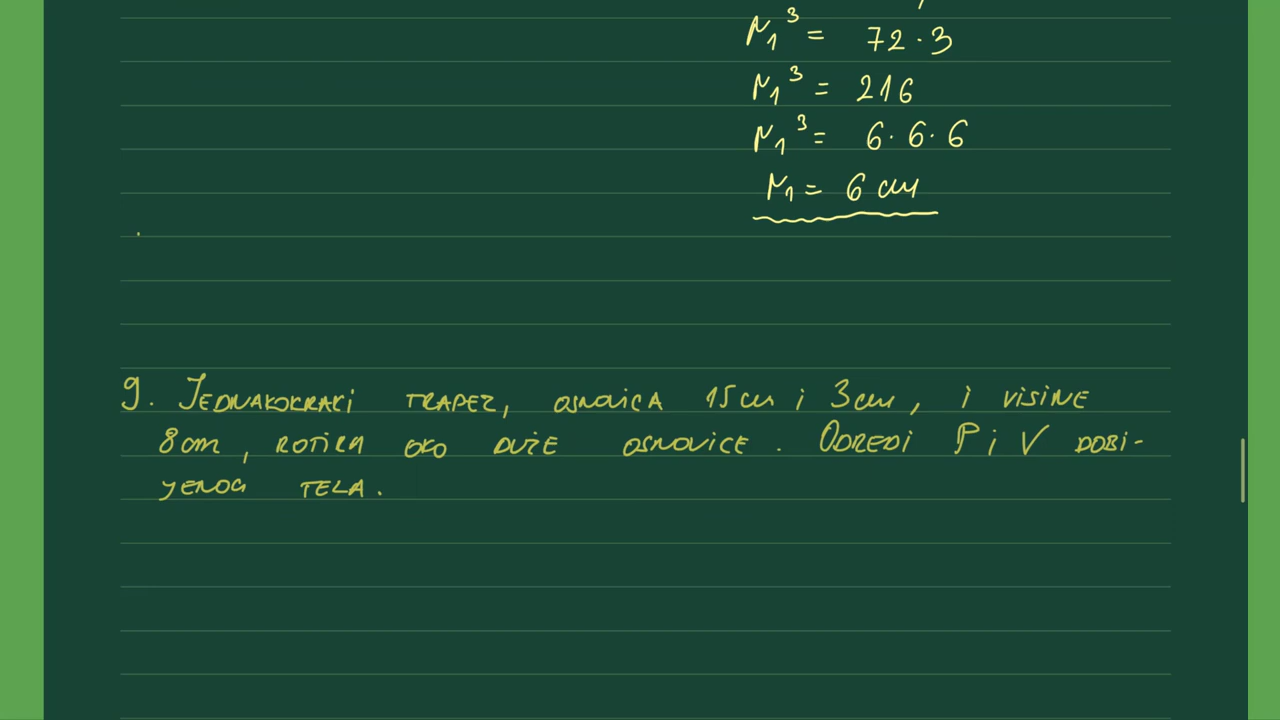 r₁³ = 72·3
r₁³ = 216
r₁³ = 6·6·6
r₁ = 6 cm
9. JEDNAKOKRAKI TRAPEZ, OSNOVICA 15cm i 3cm, i VISINE
8cm, ROTIRA OKO DUŽE OSNOVICE. ODREDI P i V DOBI-
JENOG TELA.